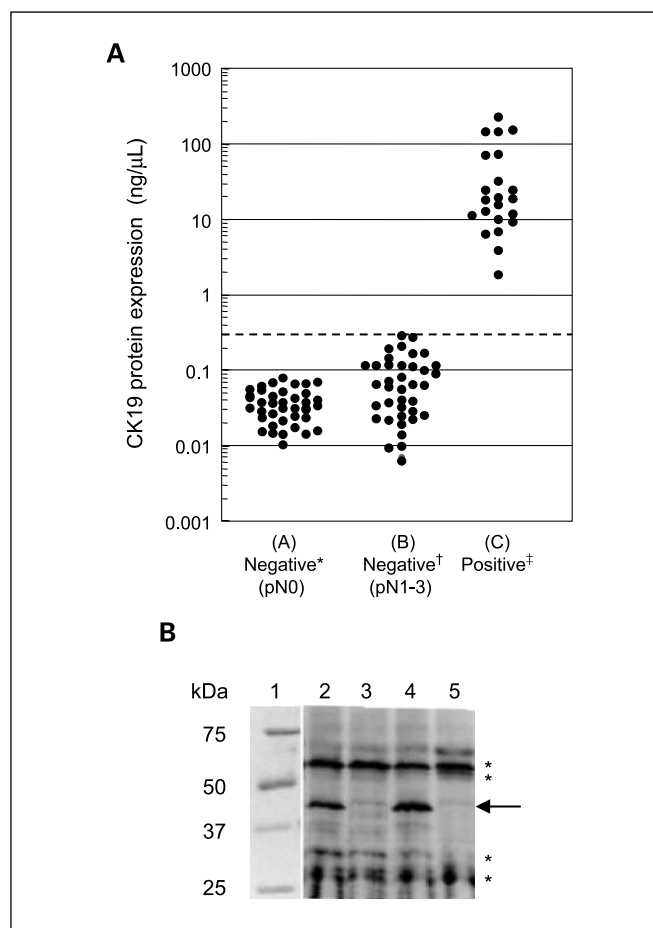 A
CK19 protein expression (ng/μL)
1000
100
10
1
0.1
0.01
0.001
(A)
Negative*
(pN0)
(B)
Negative†
(pN1-3)
(C)
Positive‡
B
kDa 1 2 3 4 5
75
50
37
25
*
*
*
*